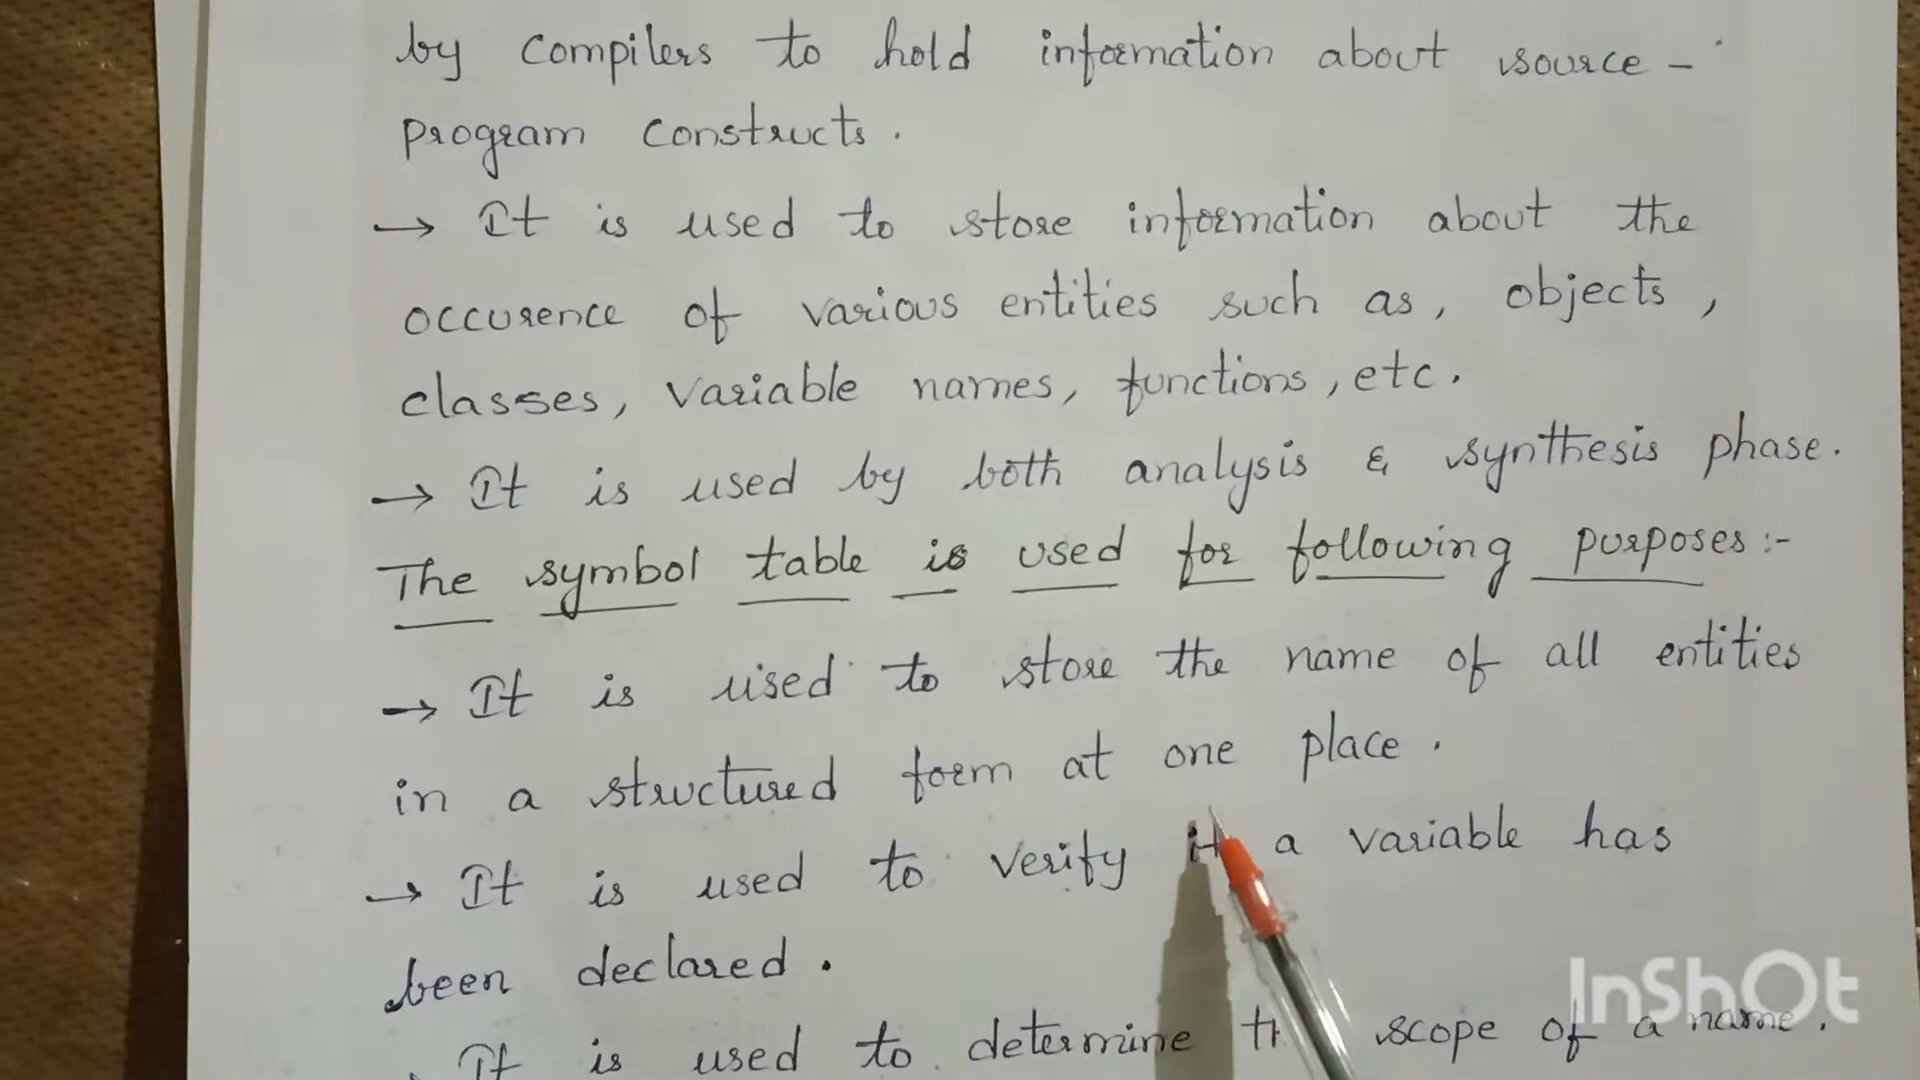 by compilers to hold information about source -
program constructs.
→ It is used to store information about the
occurence of various entities such as, objects,
classes, variable names, functions, etc.
→ It is used by both analysis & synthesis phase.
The symbol table is used for following purposes :-
→ It is used to store the name of all entities
in a structured form at one place.
→ It is used to verify if a variable has
been declared.
It is used to determine scope of a name.
InShOt